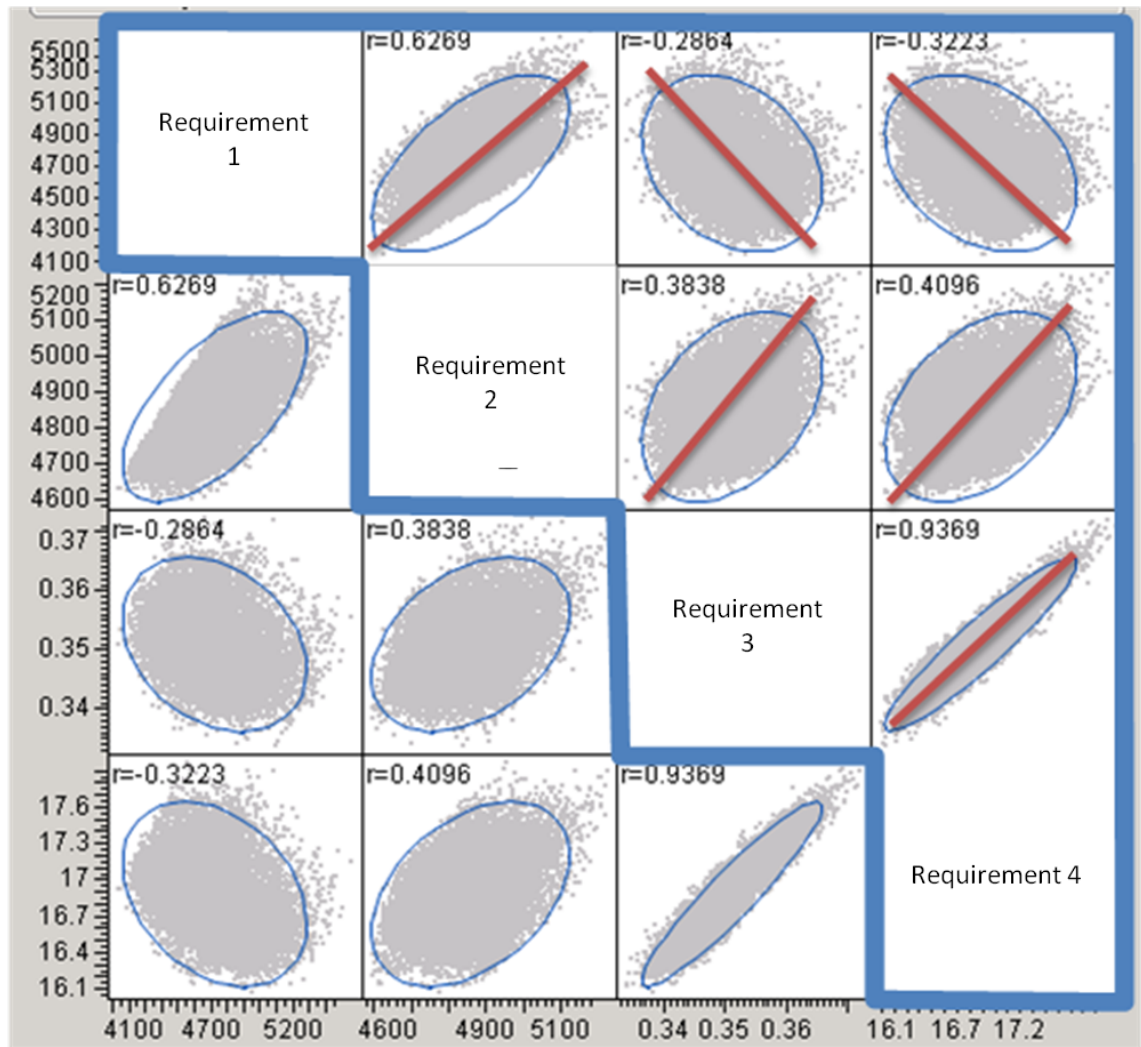 5500
5300
5100
4900
4700
4500
4300
4100
Requirement
1
r=0.6269
r=-0.2864
r=-0.3223
5200
5100
5000
4900
4800
4700
4600
r=0.6269
Requirement
2
r=0.3838
r=0.4096
0.37
0.36
0.35
0.34
r=-0.2864
r=0.3838
Requirement
3
r=0.9369
17.6
17.3
17
16.7
16.4
16.1
r=-0.3223
r=0.4096
r=0.9369
Requirement 4
4100 4700 5200 4600 4900 5100 0.34 0.35 0.36 16.1 16.7 17.2